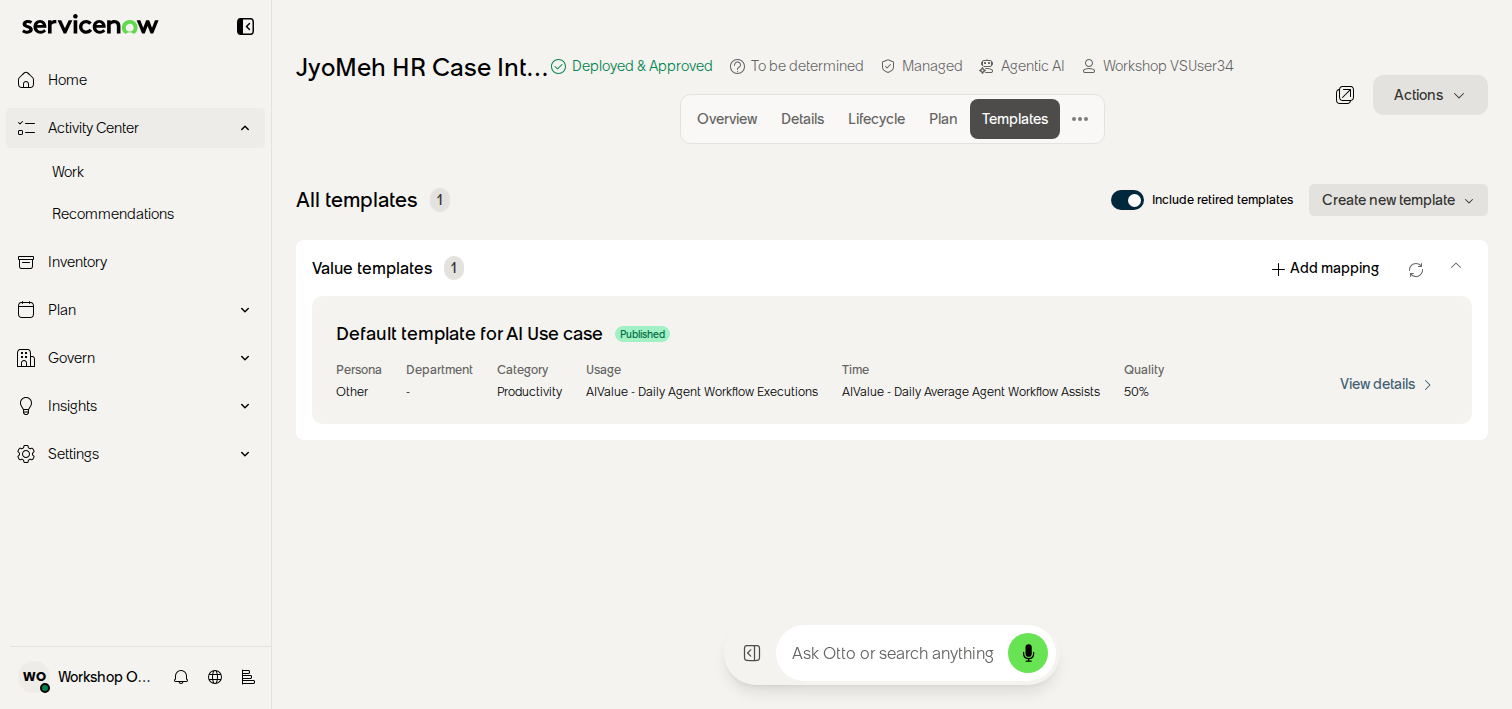 servicenow
Home
Activity Center
Work
Recommendations
Inventory
Plan
Govern
Insights
Settings
WO Workshop O...
JyoMeh HR Case Int... Deployed & Approved To be determined Managed Agentic AI Workshop VSUser34
Actions
Overview Details Lifecycle Plan Templates
All templates 1
Include retired templates Create new template
Value templates 1
+ Add mapping
Default template for AI Use case Published
Persona Department Category Usage Time Quality
Other - Productivity AIValue - Daily Agent Workflow Executions AIValue - Daily Average Agent Workflow Assists 50%
View details
Ask Otto or search anything